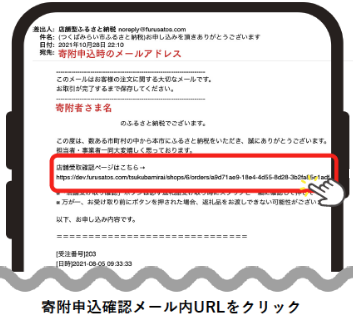 差出人: 店舗型ふるさと納税 noreply@furusatos.com
件名: (つくばみらい市ふるさと納税)お申し込みを頂きありがとうございます
日付: 2021年10月28日 22:10
宛先: 寄附申込時のメールアドレス
このメールはお客様の注文に関する大切なメールです。
お取引が完了するまで保存してください。
寄附者さま名
のふるさと納税でございます。
この度は、数ある市町村の中から本市にふるさと納税をいただき、誠にありがとうございます。
担当者・事業者一同大変嬉しく思っております。
店舗受取確認ページはこちら→
https://dev.furusatos.com/tsukubamirai/shops/6/orders/a9d71ae9-18e4-4d55-8d28-3b2fa
■ 万が一、お受け取り前にボタンを押された場合、返礼品をお渡しできない可能性がござい
以下、お申し込み内容です。
============================
[受注番号]203
[日時]2021-08-05 09:33:33
寄附申込確認メール内URLをクリック